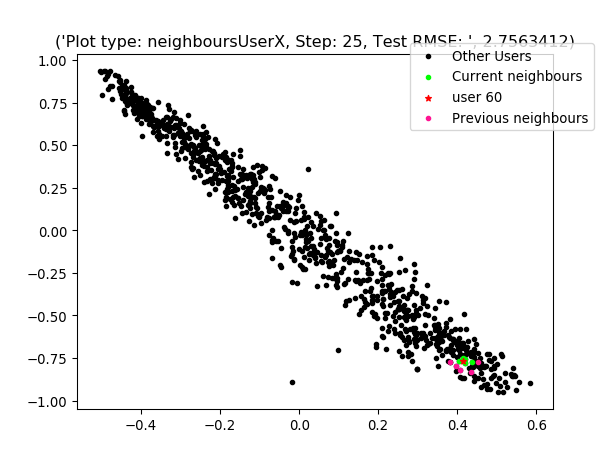 ('Plot type: neighboursUserX, Step: 25, Test RMSE: ', 2.7563412)
Other Users
Current neighbours
user 60
Previous neighbours
1.00
0.75
0.50
0.25
0.00
−0.25
−0.50
−0.75
−1.00
−0.4 −0.2 0.0 0.2 0.4 0.6